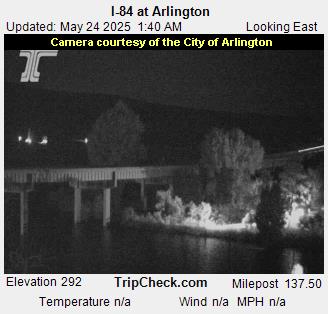 I-84 at Arlington
Updated: May 24 2025 1:40 AM Looking East
Camera courtesy of the City of Arlington
Elevation 292 TripCheck.com Milepost 137.50
Temperature n/a Wind n/a MPH n/a